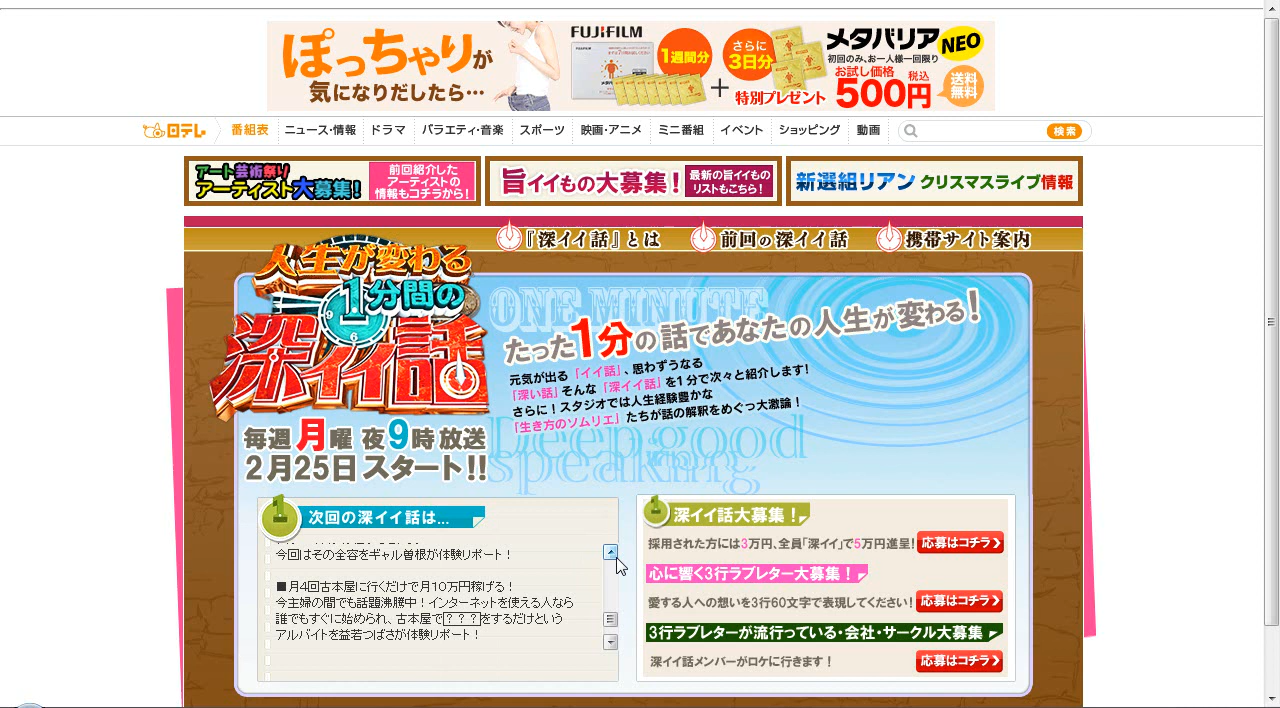 ぽっちゃりが
気になりだしたら…
FUJIFILM
1週間分
+
さらに
3日分
特別プレゼント
メタバリア NEO
初回のみ、お一人様一回限り
お試し価格 税込
500円
送料
無料
日テレ
番組表 ニュース・情報 ドラマ バラエティ・音楽 スポーツ 映画・アニメ ミニ番組 イベント ショッピング 動画 検索
アート芸術祭り
アーティスト大募集!
前回紹介した
アーティストの
情報もコチラから!
旨イイもの大募集!
最新の旨イイもの
リストもこちら!
新選組リアン クリスマスライブ情報
『深イイ話』とは 前回の深イイ話 携帯サイト案内
人生が変わる
1分間の
深イイ話
毎週月曜 夜9時放送
2月25日スタート!!
ONE MINUTE
たった1分の話であなたの人生が変わる!
元気が出る「イイ話」、思わずうなる
「深い話」そんな「深イイ話」を1分で次々と紹介します!
さらに!スタジオでは人生経験豊かな
「生き方のソムリエ」たちが話の解釈をめぐって大激論!
Deep good
speaking
1 次回の深イイ話は…
今回はその全容をギャル曽根が体験リポート!
■月4回古本屋に行くだけで月10万円稼げる!
今主婦の間でも話題沸騰中!インターネットを使える人なら
誰でもすぐに始められ、古本屋で???をするだけという
アルバイトを益若つばさが体験リポート!
1 深イイ話大募集!
採用された方には3万円、全員「深イイ」で5万円進呈! 応募はコチラ
心に響く3行ラブレター大募集!
愛する人への想いを3行60文字で表現してください! 応募はコチラ
3行ラブレターが流行っている・会社・サークル大募集
深イイ話メンバーがロケに行きます! 応募はコチラ